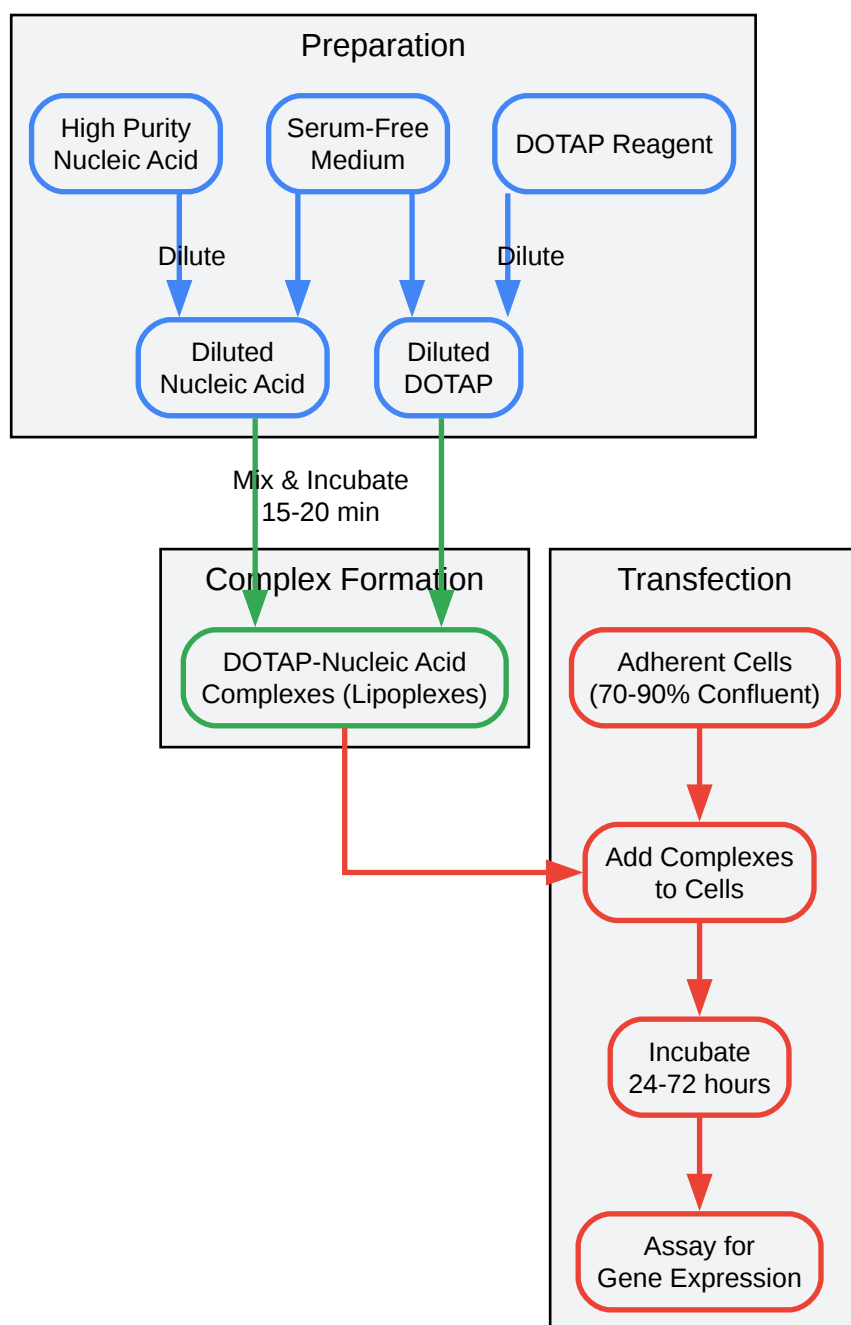 Preparation
High Purity
Nucleic Acid
Serum-Free
Medium
DOTAP Reagent
Dilute
Dilute
Diluted
Nucleic Acid
Diluted
DOTAP
Mix & Incubate
15-20 min
Complex Formation
DOTAP-Nucleic Acid
Complexes (Lipoplexes)
Transfection
Adherent Cells
(70-90% Confluent)
Add Complexes
to Cells
Incubate
24-72 hours
Assay for
Gene Expression